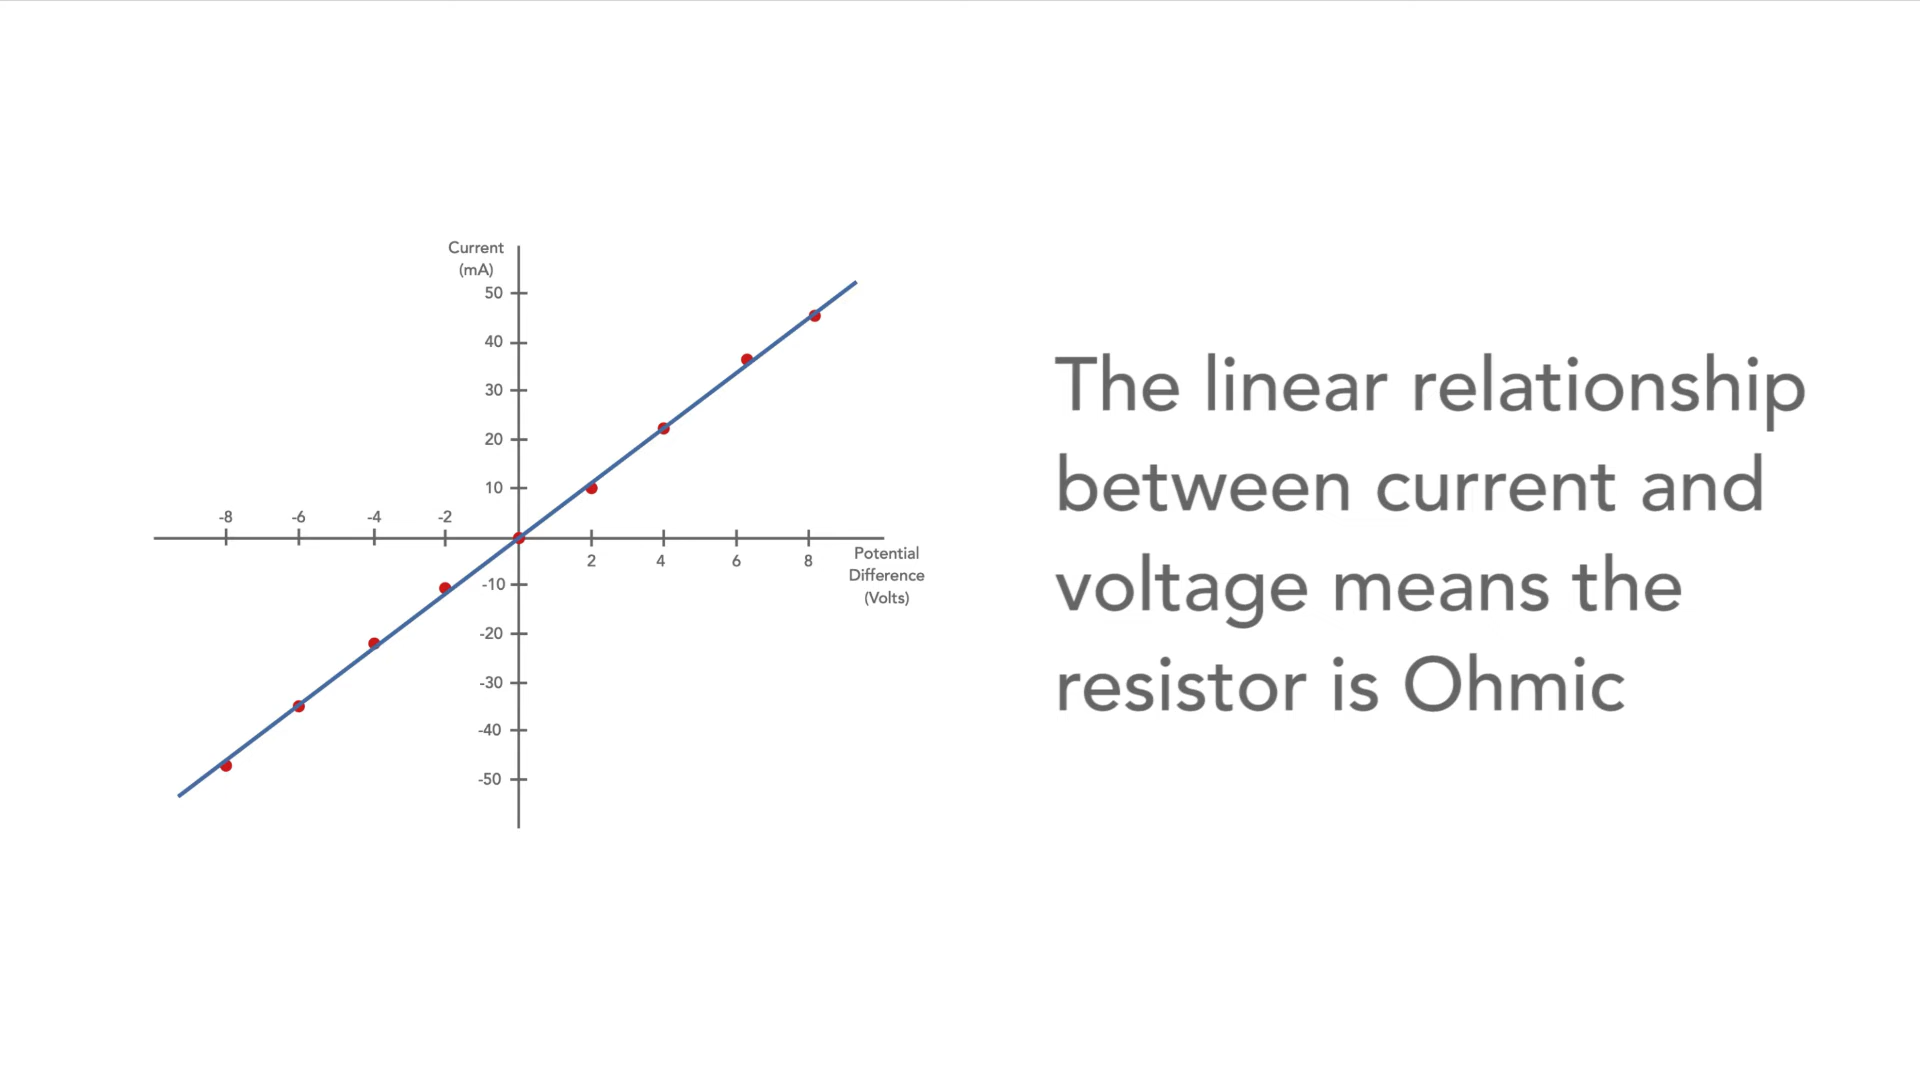 Current
(mA)
50
40
30
20
10
-8 -6 -4 -2
2 4 6 8
Potential
Difference
(Volts)
-10
-20
-30
-40
-50
The linear relationship
between current and
voltage means the
resistor is Ohmic